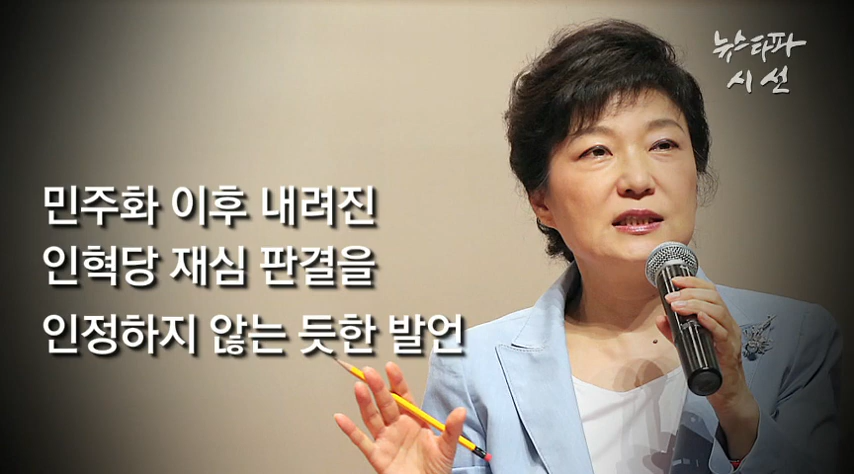 뉴스타파
시선
민주화 이후 내려진
인혁당 재심 판결을
인정하지 않는 듯한 발언